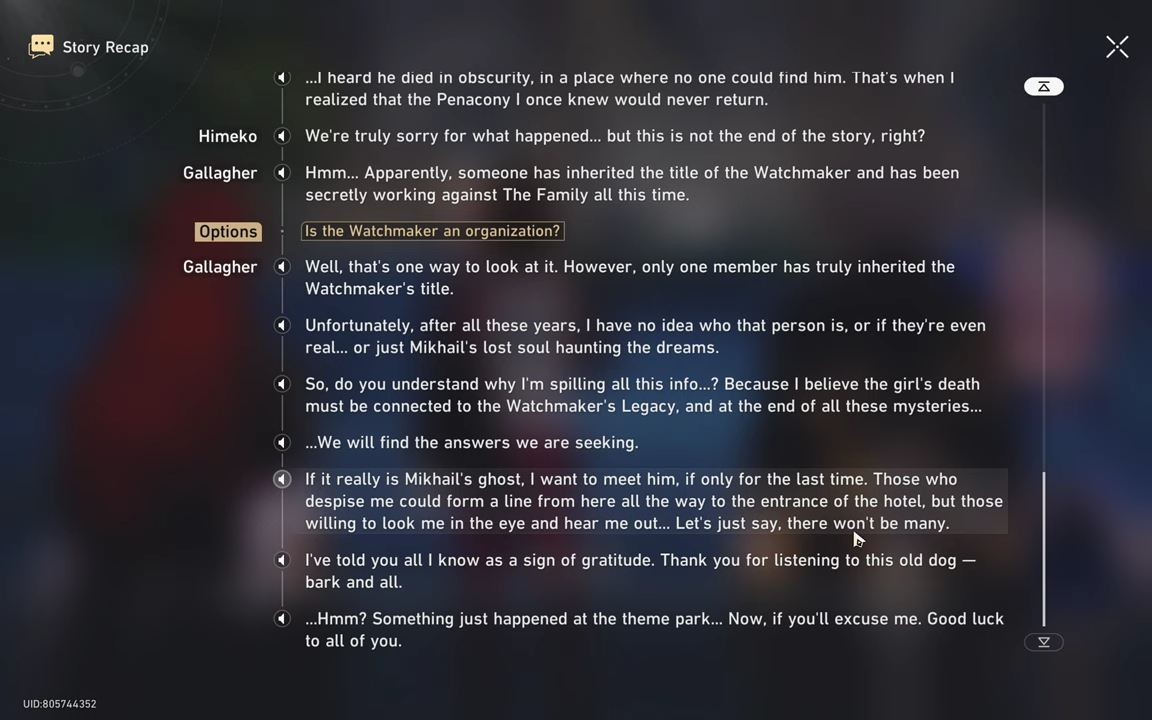 Story Recap
...I heard he died in obscurity, in a place where no one could find him. That's when I
realized that the Penacony I once knew would never return.
Himeko
We're truly sorry for what happened... but this is not the end of the story, right?
Gallagher
Hmm... Apparently, someone has inherited the title of the Watchmaker and has been
secretly working against The Family all this time.
Options
Is the Watchmaker an organization?
Gallagher
Well, that's one way to look at it. However, only one member has truly inherited the
Watchmaker's title.
Unfortunately, after all these years, I have no idea who that person is, or if they're even
real... or just Mikhail's lost soul haunting the dreams.
So, do you understand why I'm spilling all this info...? Because I believe the girl's death
must be connected to the Watchmaker's Legacy, and at the end of all these mysteries...
...We will find the answers we are seeking.
If it really is Mikhail's ghost, I want to meet him, if only for the last time. Those who
despise me could form a line from here all the way to the entrance of the hotel, but those
willing to look me in the eye and hear me out... Let's just say, there won't be many.
I've told you all I know as a sign of gratitude. Thank you for listening to this old dog —
bark and all.
...Hmm? Something just happened at the theme park... Now, if you'll excuse me. Good luck
to all of you.
UID:805744352